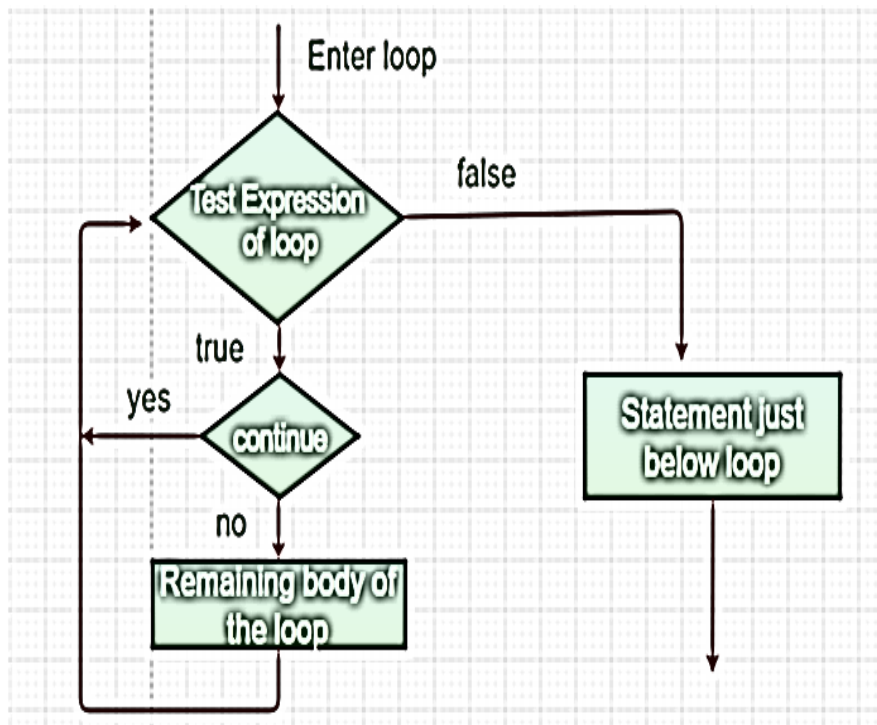 Enter loop
Test Expression
of loop
false
true
yes
continue
Statement just
below loop
no
Remaining body of
the loop